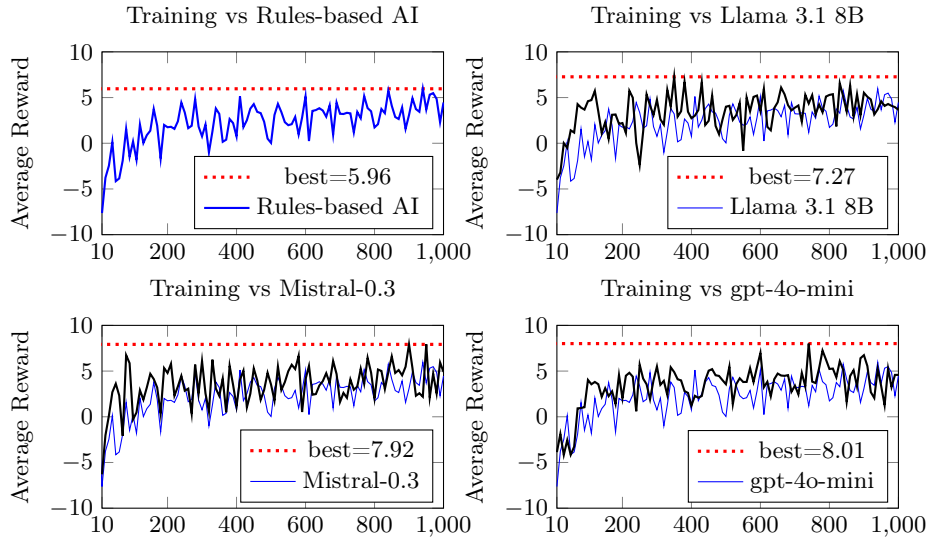 Training vs Rules-based AI
Average Reward
10
5
0
−5
−10
best=5.96
Rules-based AI
10 200 400 600 800 1,000
Training vs Llama 3.1 8B
Average Reward
10
5
0
−5
−10
best=7.27
Llama 3.1 8B
10 200 400 600 800 1,000
Training vs Mistral-0.3
Average Reward
10
5
0
−5
−10
best=7.92
Mistral-0.3
10 200 400 600 800 1,000
Training vs gpt-4o-mini
Average Reward
10
5
0
−5
−10
best=8.01
gpt-4o-mini
10 200 400 600 800 1,000